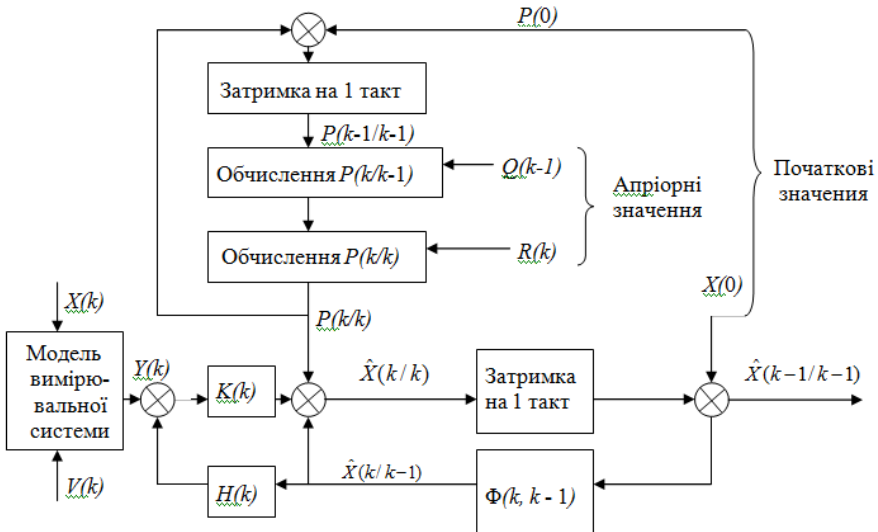 P(0)
Затримка на 1 такт
P(k-1/k-1)
Обчислення P(k/k-1)
Q(k-1)
Апріорні
значення
Початкові
значення
Обчислення P(k/k)
R(k)
X(0)
X(k)
P(k/k)
Модель
вимірю-
вальної
системи
Y(k)
K(k)
X̂(k/k)
Затримка
на 1 такт
X̂(k−1/k−1)
V(k)
H(k)
X̂(k/k−1)
Φ(k, k - 1)